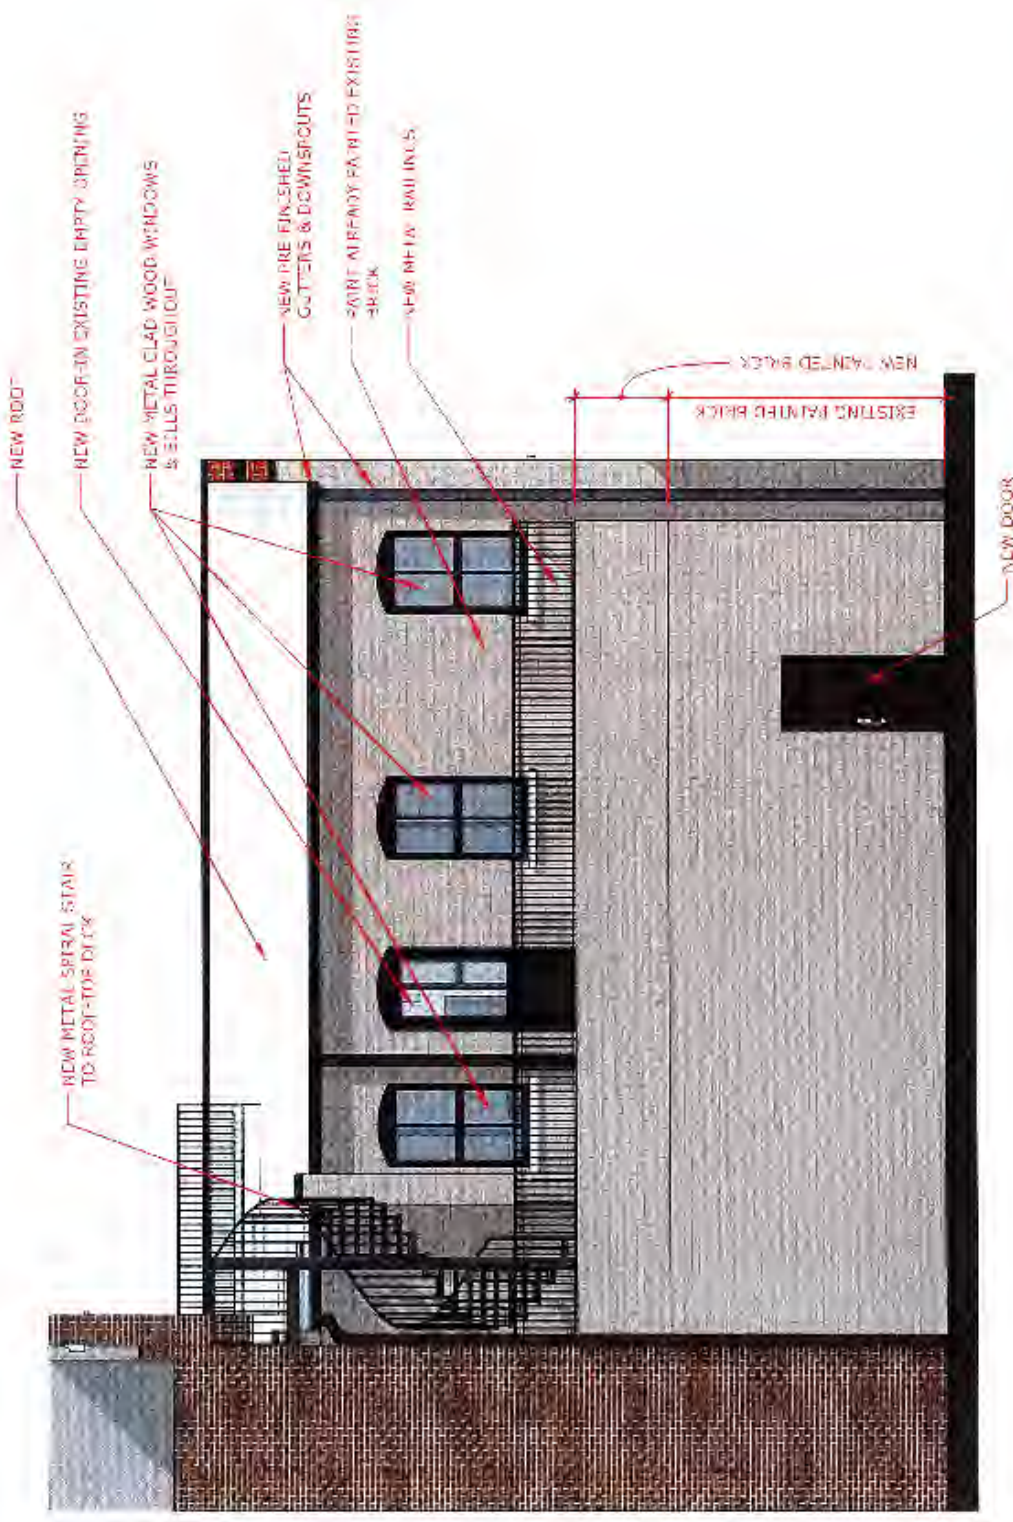 NEW ROOF
NEW DOOR-IN EXISTING EMPTY OPENING
NEW METAL CLAD WOOD WINDOWS
& SILLS THROUGHOUT
NEW PRE FINISHED
GUTTERS & DOWNSPOUTS
PAINT ALREADY PAINTED EXISTING
BRICK
NEW METAL RAILINGS
NEW METAL SPIRAL STAIR
TO ROOF-TOP DECK
NEW PAINTED BRICK
EXISTING PAINTED BRICK
NEW DOOR